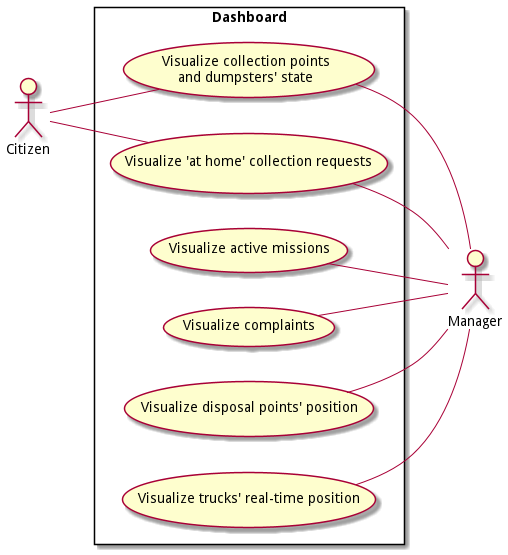 Dashboard
Visualize collection points
and dumpsters' state
Citizen
Visualize 'at home' collection requests
Visualize active missions
Manager
Visualize complaints
Visualize disposal points' position
Visualize trucks' real-time position